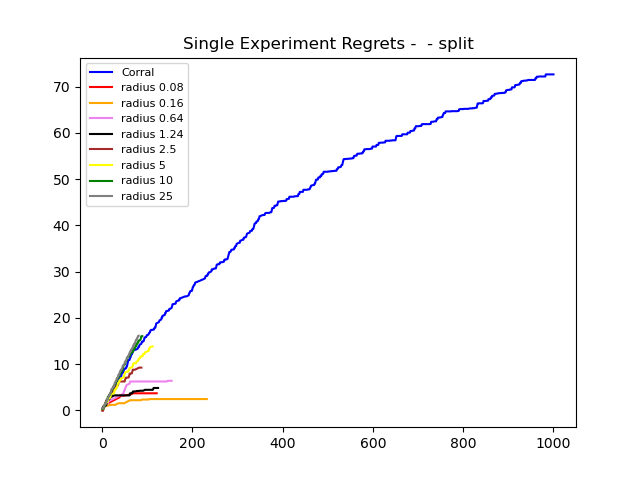 Single Experiment Regrets -  - split
Corral
radius 0.08
radius 0.16
radius 0.64
radius 1.24
radius 2.5
radius 5
radius 10
radius 25
70
60
50
40
30
20
10
0
0 200 400 600 800 1000